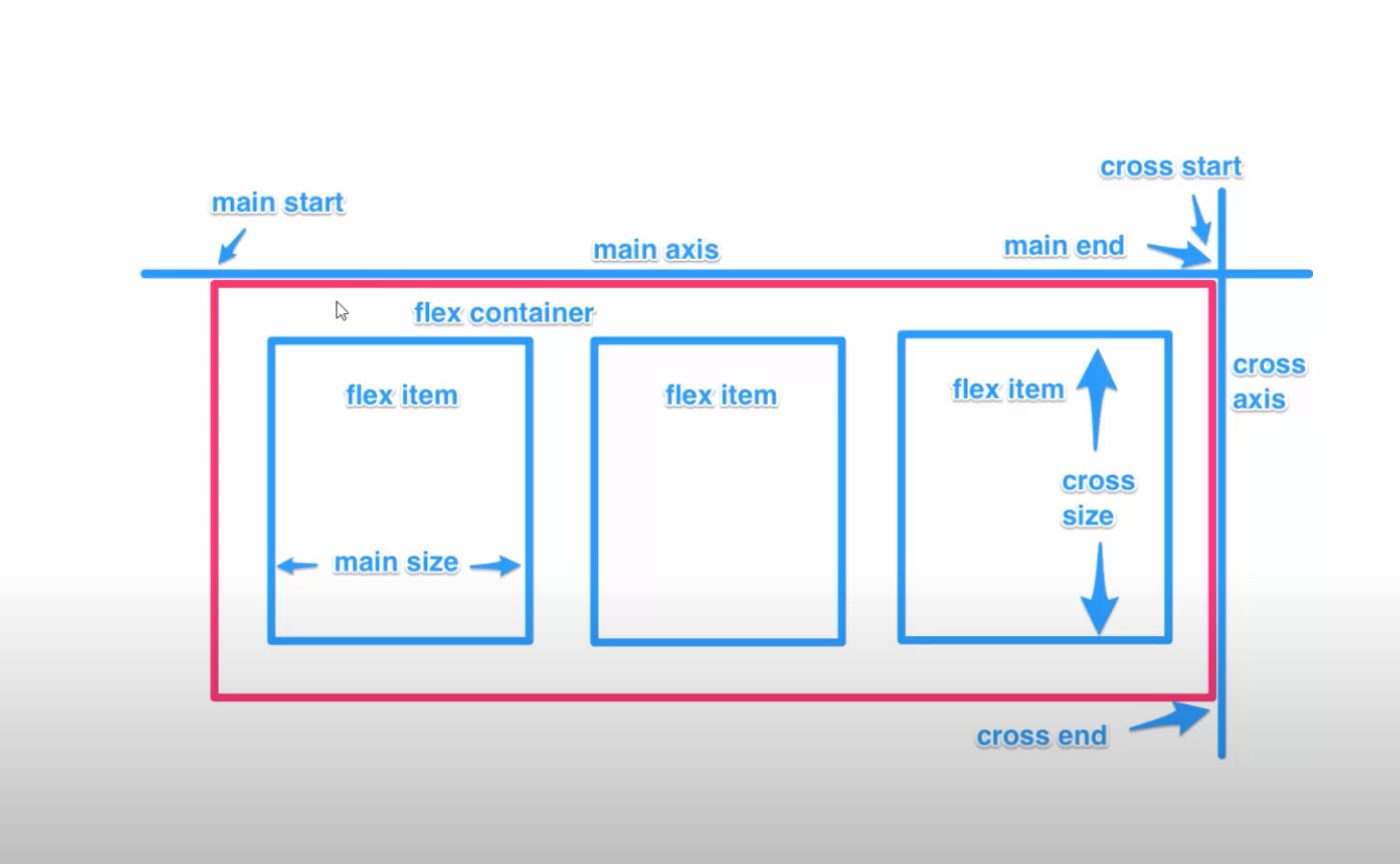 cross start
main start
main axis
main end
flex container
cross
axis
flex item
flex item
flex item
cross
size
main size
cross end